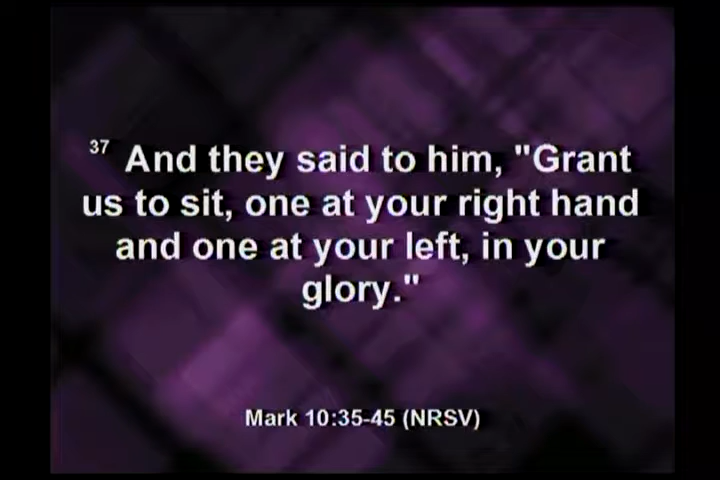 37 And they said to him, "Grant
us to sit, one at your right hand
and one at your left, in your
glory."
Mark 10:35-45 (NRSV)